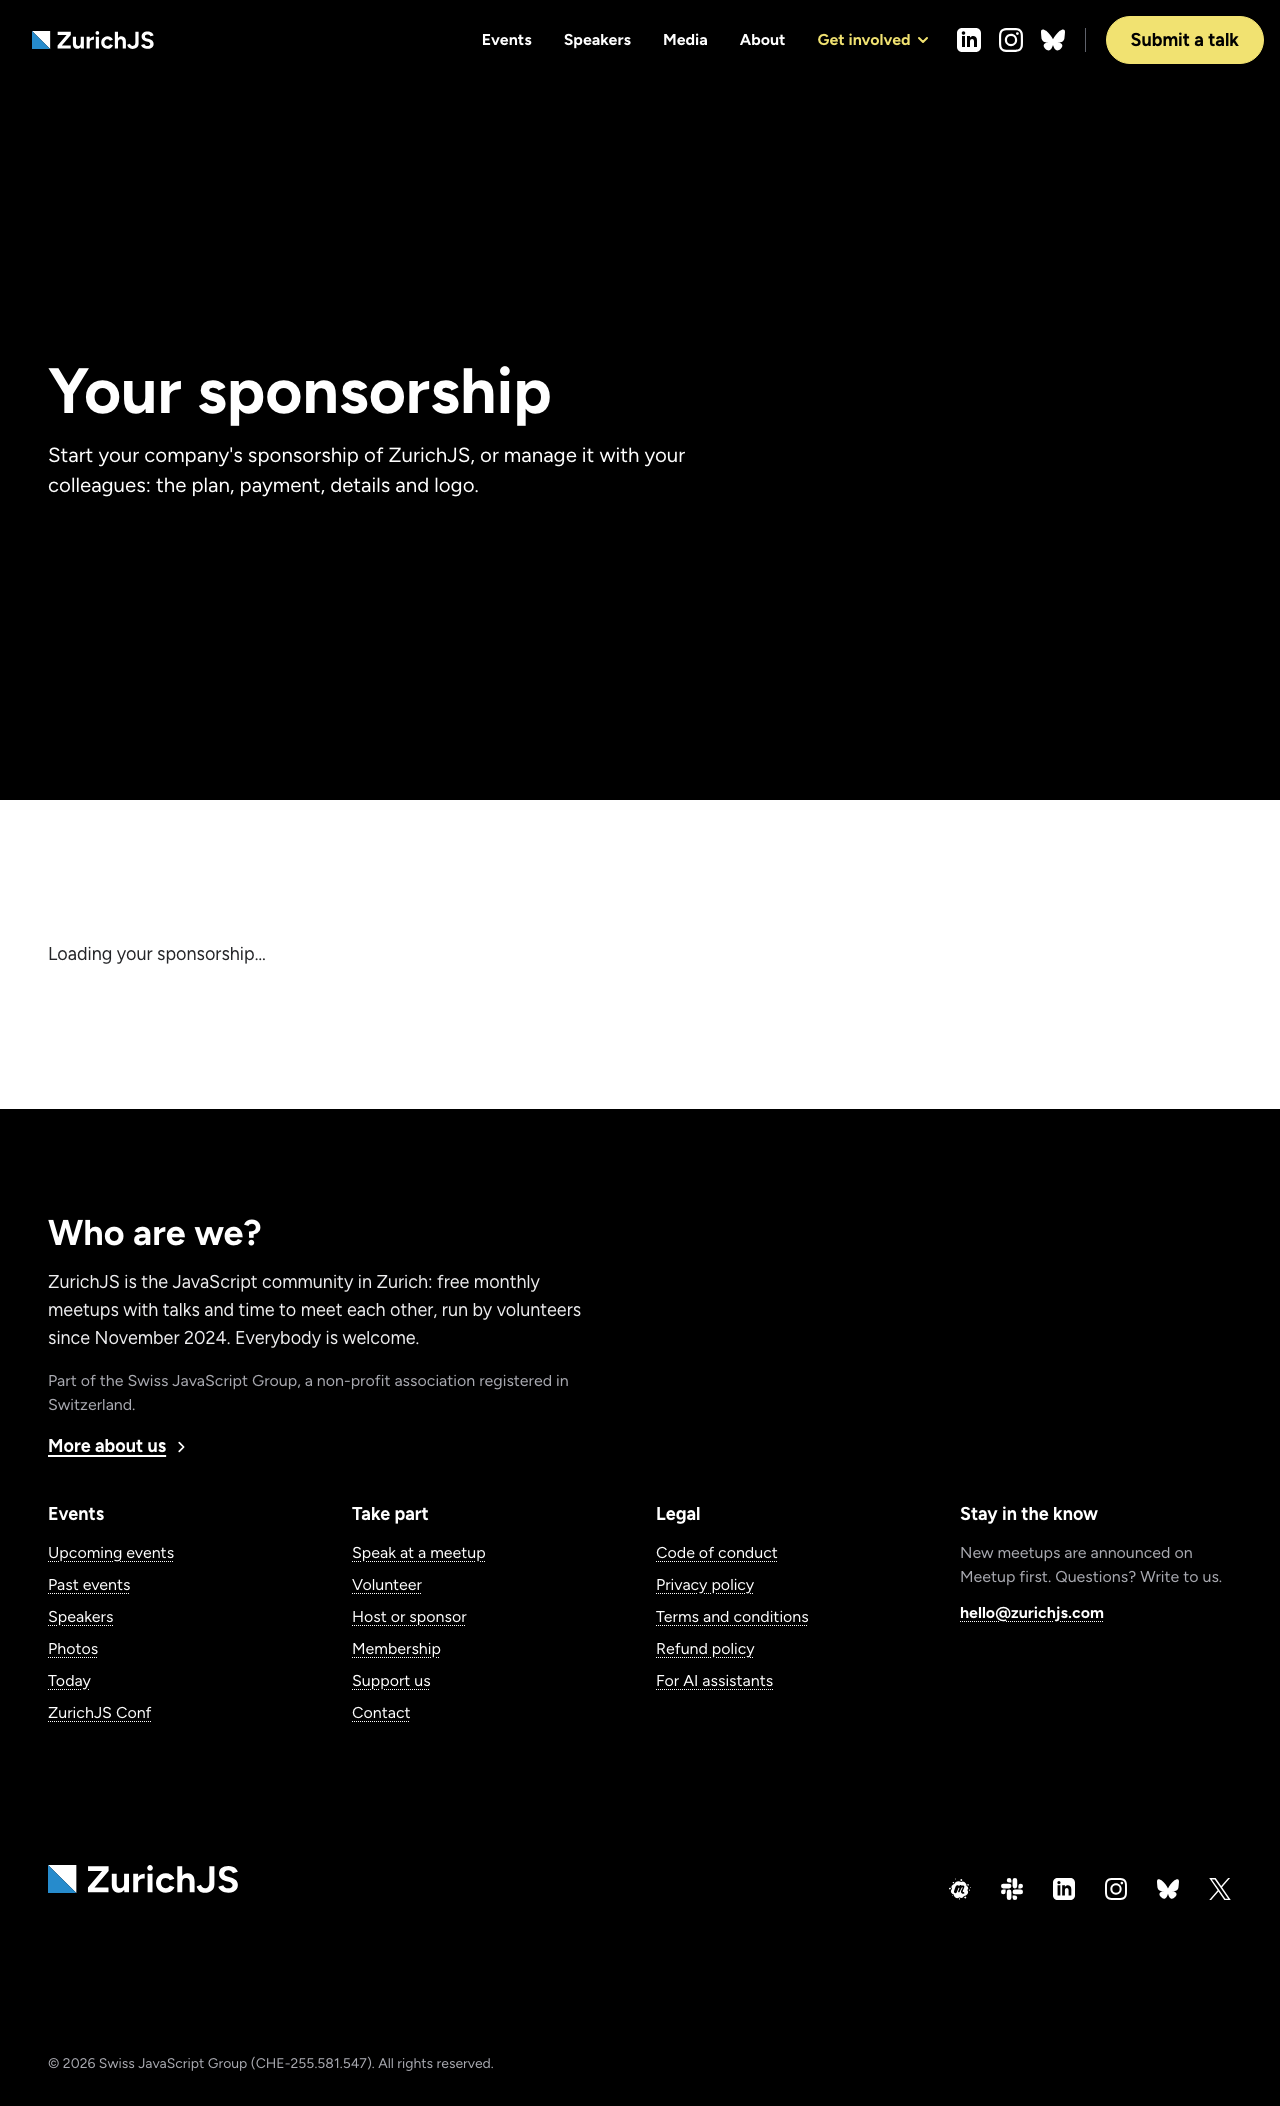 ZurichJS
Events
Speakers
Media
About
Get involved
Submit a talk
Your sponsorship
Start your company's sponsorship of ZurichJS, or manage it with your
colleagues: the plan, payment, details and logo.
Loading your sponsorship…
Who are we?
ZurichJS is the JavaScript community in Zurich: free monthly
meetups with talks and time to meet each other, run by volunteers
since November 2024. Everybody is welcome.
Part of the Swiss JavaScript Group, a non-profit association registered in
Switzerland.
More about us
Events
Upcoming events
Past events
Speakers
Photos
Today
ZurichJS Conf
Take part
Speak at a meetup
Volunteer
Host or sponsor
Membership
Support us
Contact
Legal
Code of conduct
Privacy policy
Terms and conditions
Refund policy
For AI assistants
Stay in the know
New meetups are announced on
Meetup first. Questions? Write to us.
hello@zurichjs.com
ZurichJS
© 2026 Swiss JavaScript Group (CHE-255.581.547). All rights reserved.